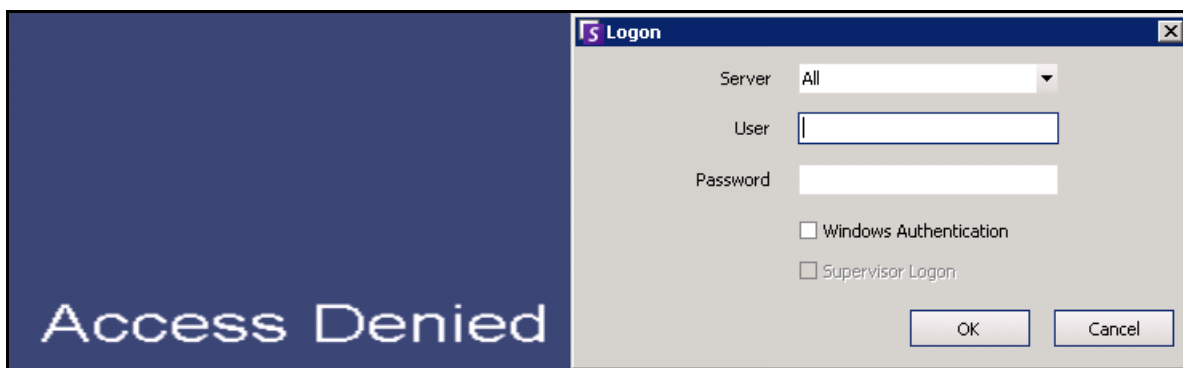 Access Denied
Logon
Server All
User
Password
Windows Authentication
Supervisor Logon
OK Cancel